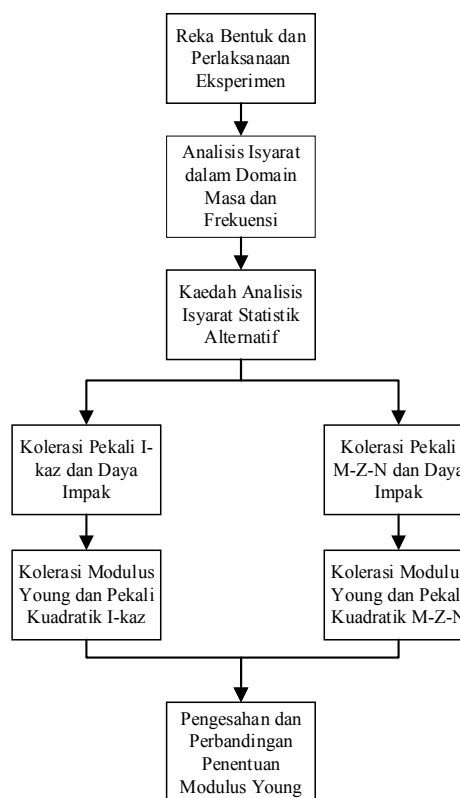 Reka Bentuk dan
Perlaksanaan
Eksperimen
Analisis Isyarat
dalam Domain
Masa dan
Frekuensi
Kaedah Analisis
Isyarat Statistik
Alternatif
Kolerasi Pekali I-
kaz dan Daya
Impak
Kolerasi Pekali
M-Z-N dan Daya
Impak
Kolerasi Modulus
Young dan Pekali
Kuadratik I-kaz
Kolerasi Modulus
Young dan Pekali
Kuadratik M-Z-N
Pengesahan dan
Perbandingan
Penentuan
Modulus Young